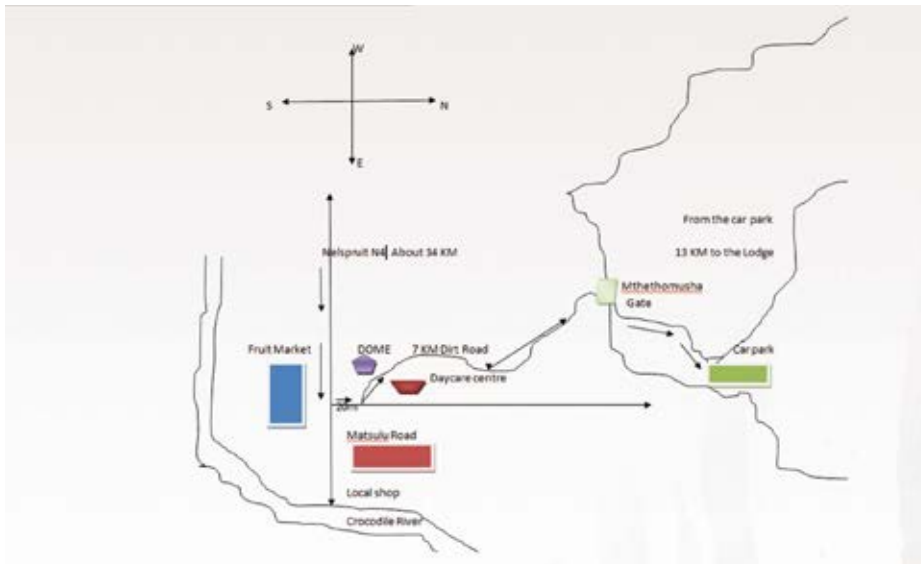 W
S
N
E
From the car park
Nelspruit N4 About 34 KM
13 KM to the Lodge
Mthethomusha
Gate
Fruit Market
DOME
7 KM Dirt Road
Car park
Daycare centre
20m
Matsulu Road
Local shop
Crocodile River